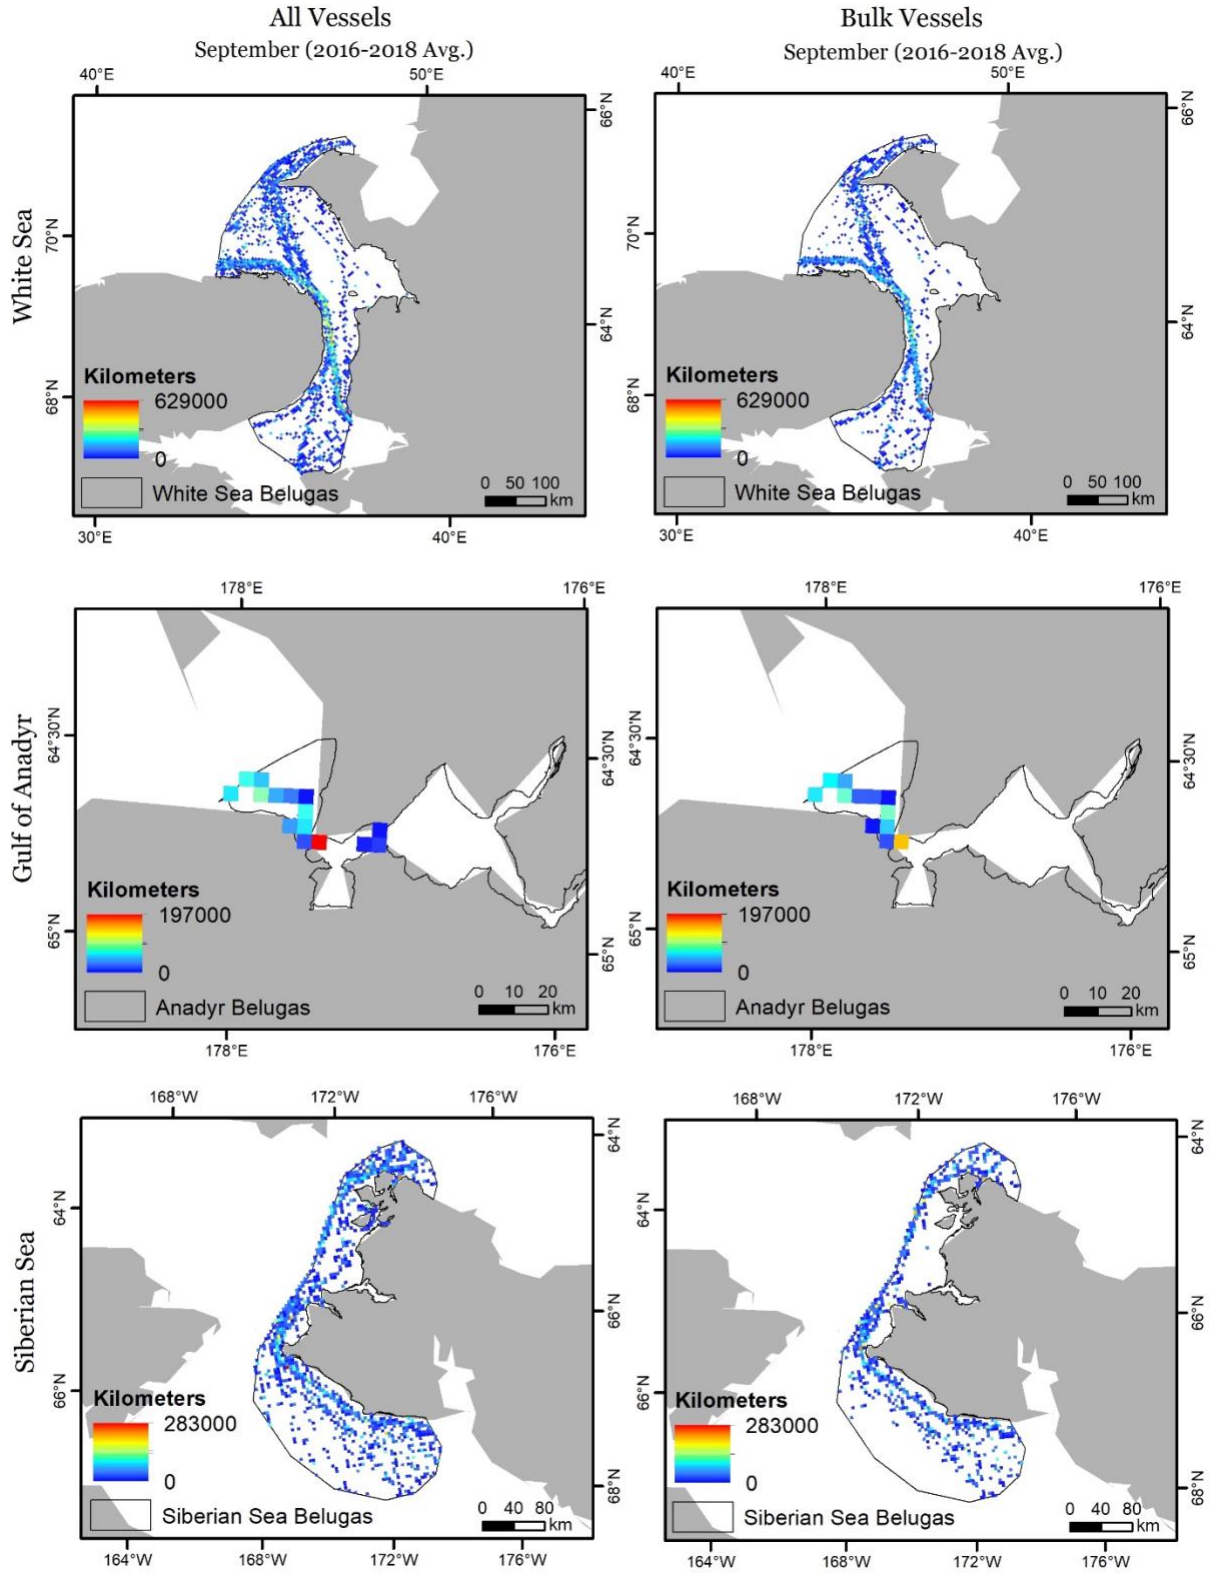 All Vessels
September (2016-2018 Avg.)
Bulk Vessels
September (2016-2018 Avg.)
White Sea
40°E
50°E
66°N
70°N
64°N
68°N
Kilometers
629000
0
White Sea Belugas
0 50 100
km
30°E
40°E
40°E
50°E
66°N
70°N
64°N
68°N
Kilometers
629000
0
White Sea Belugas
0 50 100
km
30°E
40°E
Gulf of Anadyr
178°E
176°E
64°30'N
64°30'N
65°N
65°N
Kilometers
197000
0
Anadyr Belugas
0 10 20
km
178°E
176°E
178°E
176°E
64°30'N
64°30'N
65°N
65°N
Kilometers
197000
0
Anadyr Belugas
0 10 20
km
178°E
176°E
Siberian Sea
168°W
172°W
176°W
64°N
64°N
66°N
66°N
68°N
Kilometers
283000
0
Siberian Sea Belugas
0 40 80
km
164°W
168°W
172°W
176°W
168°W
172°W
176°W
64°N
64°N
66°N
66°N
68°N
Kilometers
283000
0
Siberian Sea Belugas
0 40 80
km
164°W
168°W
172°W
176°W